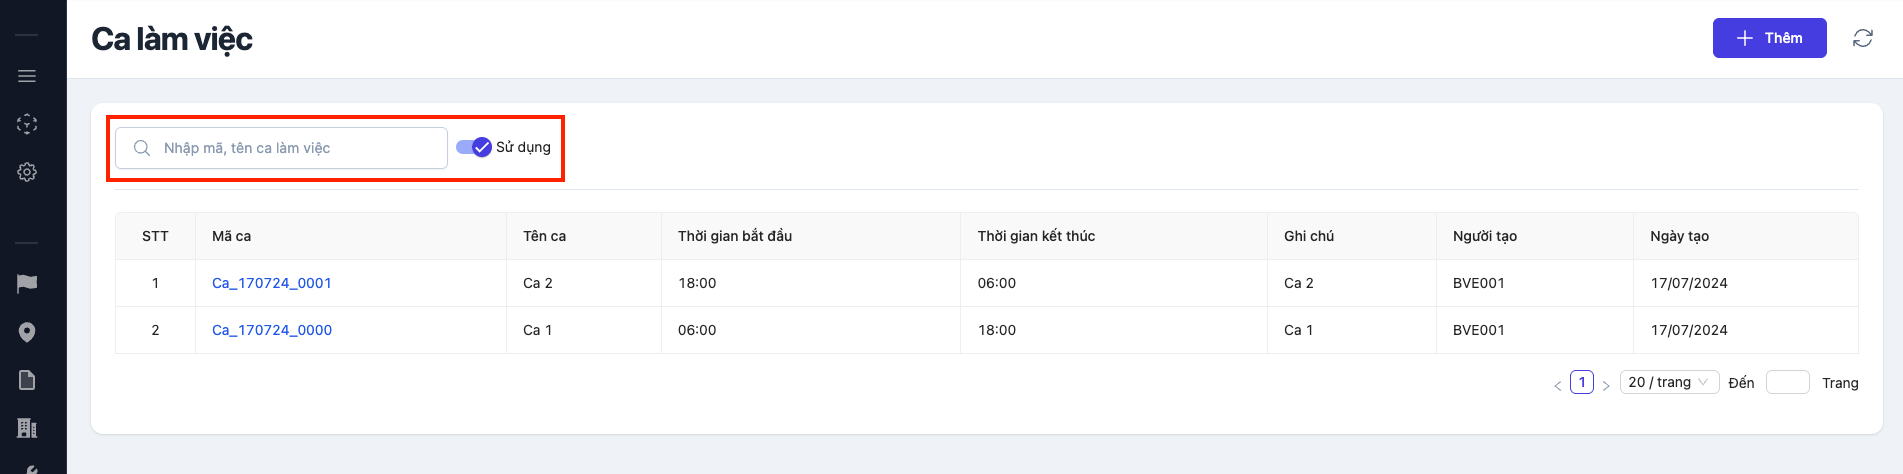 Ca làm việc
Thêm
Nhập mã, tên ca làm việc
Sử dụng
STT Mã ca Tên ca Thời gian bắt đầu Thời gian kết thúc Ghi chú Người tạo Ngày tạo
1 Ca_170724_0001 Ca 2 18:00 06:00 Ca 2 BVE001 17/07/2024
2 Ca_170724_0000 Ca 1 06:00 18:00 Ca 1 BVE001 17/07/2024
< 1 > 20 / trang Đến Trang